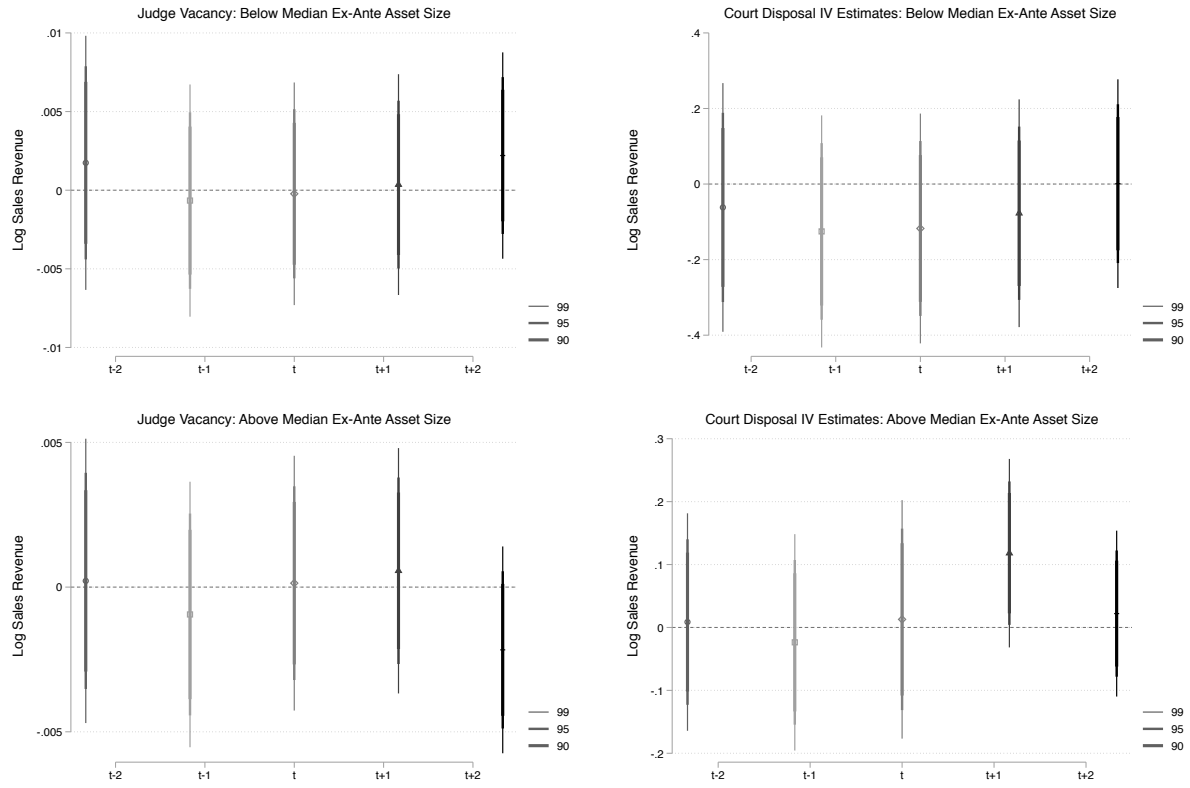 Judge Vacancy: Below Median Ex-Ante Asset Size
.01
.005
0
-.005
-.01
Log Sales Revenue
t-2 t-1 t t+1 t+2
99
95
90
Court Disposal IV Estimates: Below Median Ex-Ante Asset Size
.4
.2
0
-.2
-.4
Log Sales Revenue
t-2 t-1 t t+1 t+2
99
95
90
Judge Vacancy: Above Median Ex-Ante Asset Size
.005
0
-.005
Log Sales Revenue
t-2 t-1 t t+1 t+2
99
95
90
Court Disposal IV Estimates: Above Median Ex-Ante Asset Size
.3
.2
.1
0
-.1
-.2
Log Sales Revenue
t-2 t-1 t t+1 t+2
99
95
90